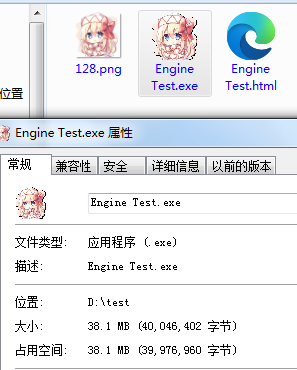 128.png
Engine
Test.exe
Engine
Test.html
位置
Engine Test.exe 属性
常规
兼容性
安全
详细信息
以前的版本
Engine Test.exe
文件类型: 应用程序 (.exe)
描述: Engine Test.exe
位置: D:\test
大小: 38.1 MB (40,046,402 字节)
占用空间: 38.1 MB (39,976,960 字节)